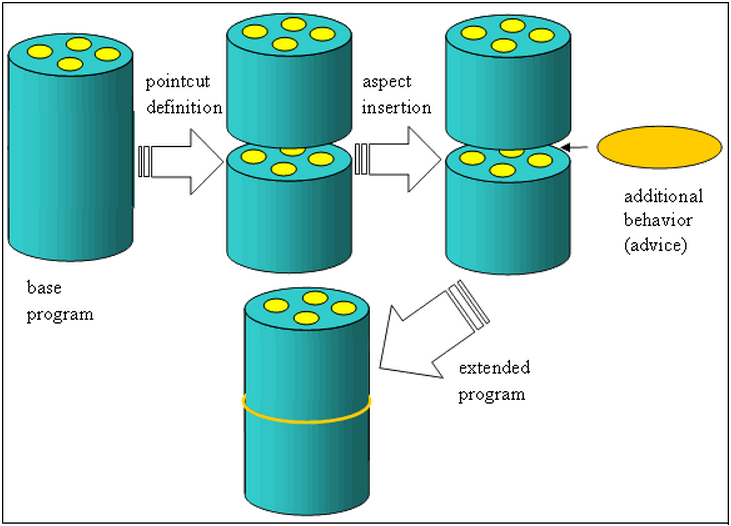 pointcut
definition
aspect
insertion
additional
behavior
(advice)
base
program
extended
program